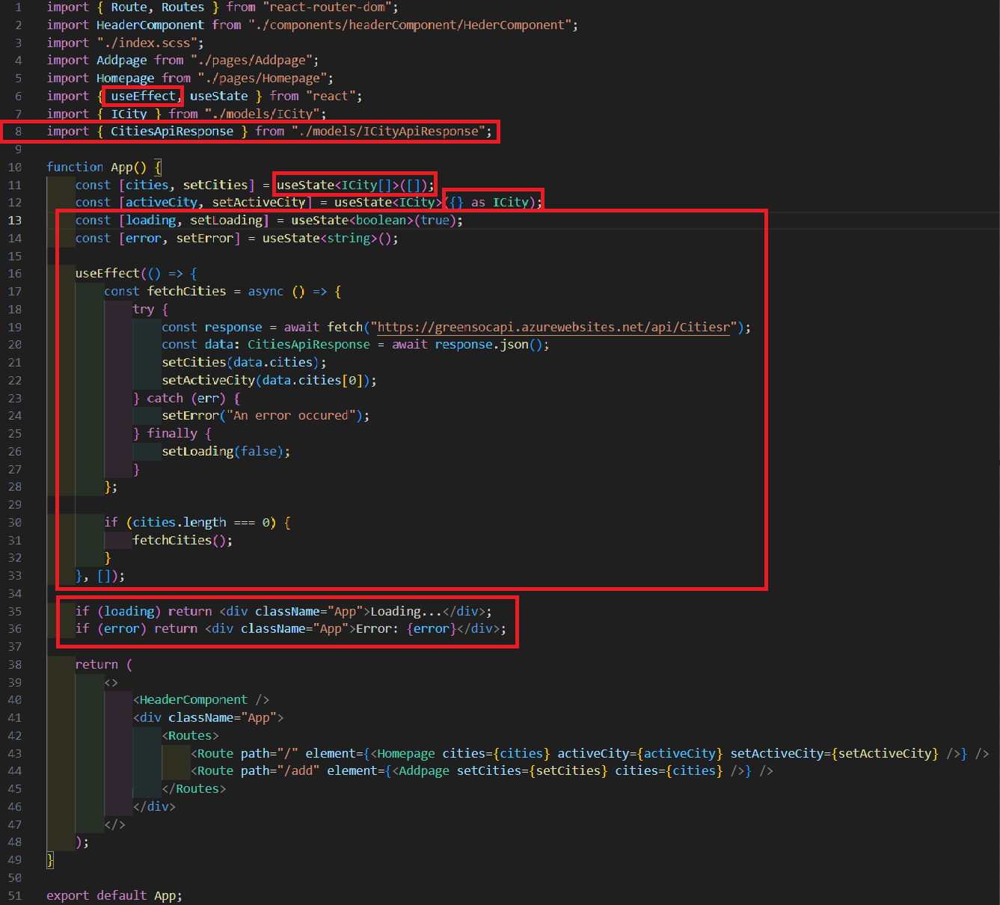 1 import { Route, Routes } from "react-router-dom";
2 import HeaderComponent from "./components/headerComponent/HederComponent";
3 import "./index.scss";
4 import Addpage from "./pages/Addpage";
5 import Homepage from "./pages/Homepage";
6 import { useEffect, useState } from "react";
7 import { ICity } from "./models/ICity";
8 import { CitiesApiResponse } from "./models/ICityApiResponse";
9
10 function App() {
11 const [cities, setCities] = useState<ICity[]>([]);
12 const [activeCity, setActiveCity] = useState<ICity>({} as ICity);
13 const [loading, setLoading] = useState<boolean>(true);
14 const [error, setError] = useState<string>();
15
16 useEffect(() => {
17 const fetchCities = async () => {
18 try {
19 const response = await fetch("https://greensocapi.azurewebsites.net/api/Citiesr");
20 const data: CitiesApiResponse = await response.json();
21 setCities(data.cities);
22 setActiveCity(data.cities[0]);
23 } catch (err) {
24 setError("An error occured");
25 } finally {
26 setLoading(false);
27 }
28 };
29
30 if (cities.length === 0) {
31 fetchCities();
32 }
33 }, []);
34
35 if (loading) return <div className="App">Loading...</div>;
36 if (error) return <div className="App">Error: {error}</div>;
37
38 return (
39 <>
40 <HeaderComponent />
41 <div className="App">
42 <Routes>
43 <Route path="/" element={<Homepage cities={cities} activeCity={activeCity} setActiveCity={setActiveCity} />} />
44 <Route path="/add" element={<Addpage setCities={setCities} cities={cities} />} />
45 </Routes>
46 </div>
47 </>
48 );
49 }
50
51 export default App;